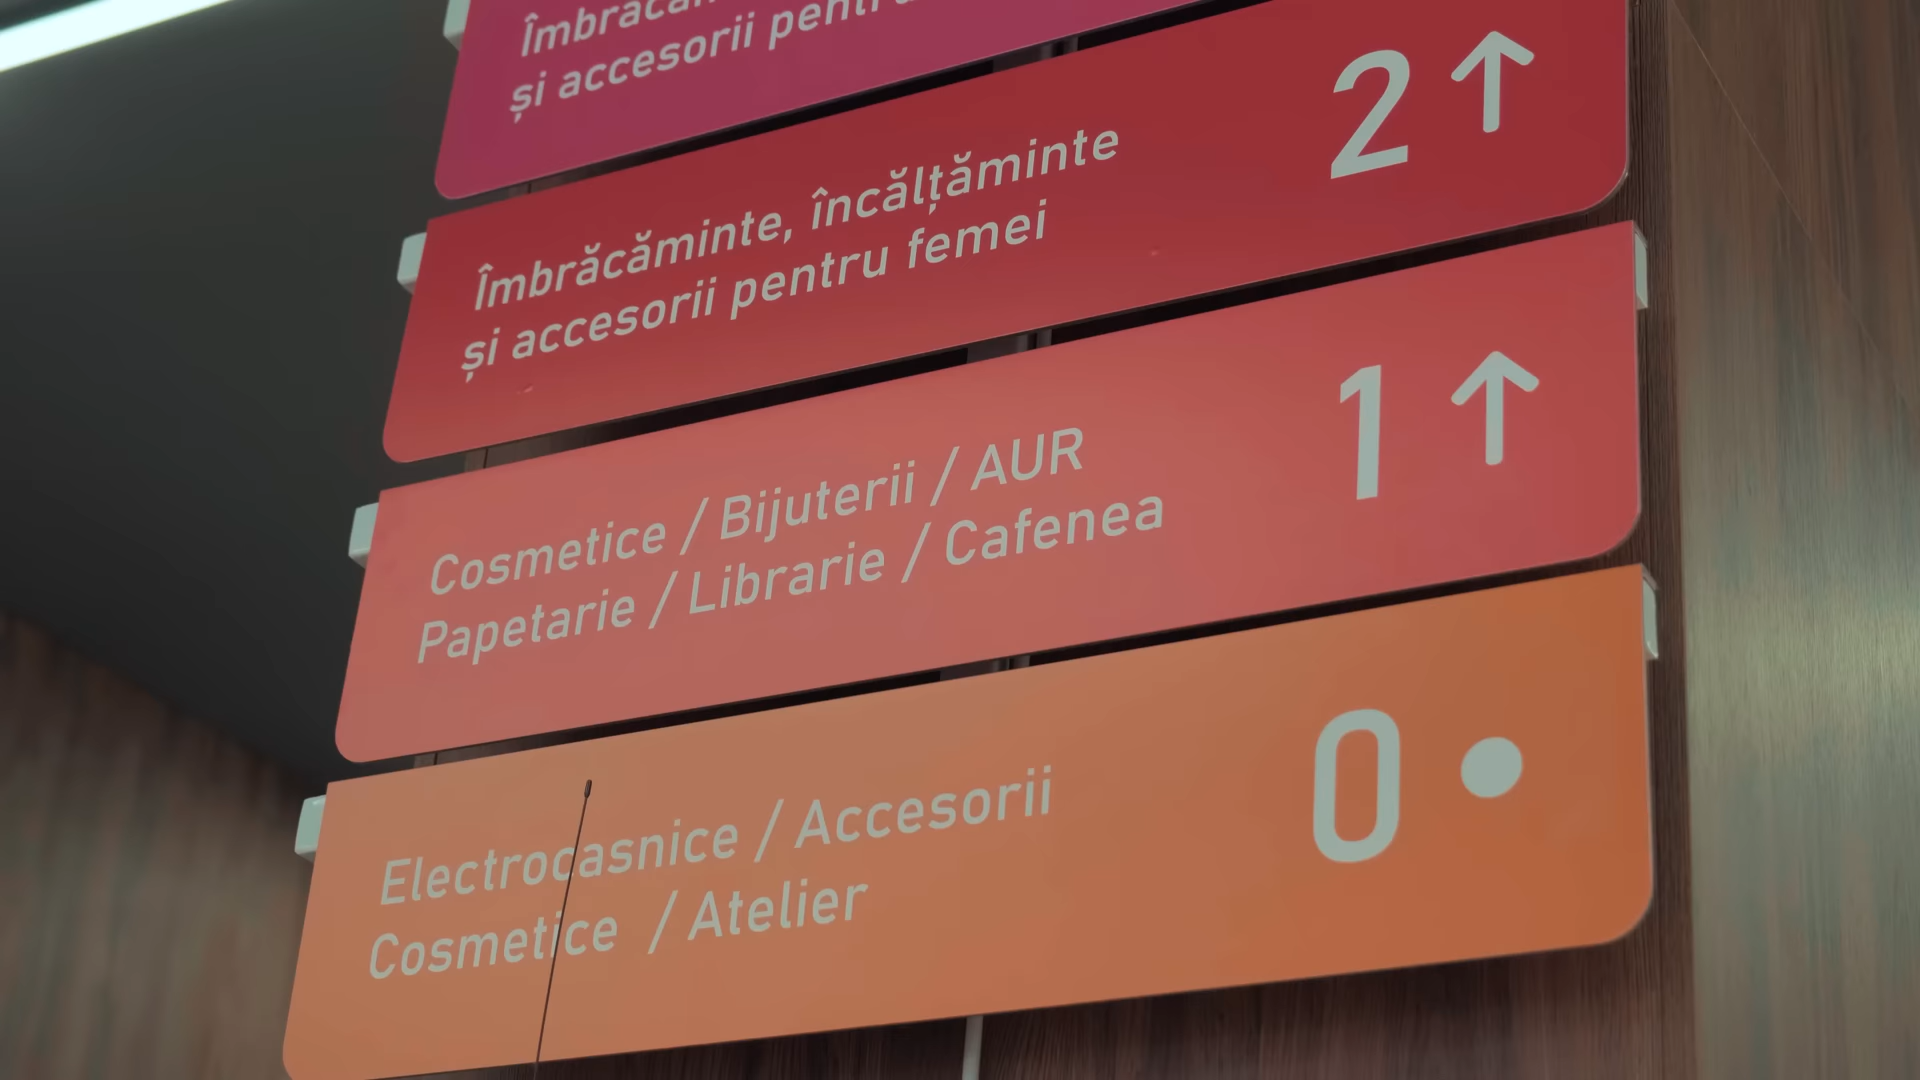 și accesorii
Îmbrăcăminte, încălțăminte
și accesorii pentru femei
2
Cosmetice / Bijuterii / AUR
Papetarie / Librarie / Cafenea
1
Electrocasnice / Accesorii
Cosmetice / Atelier
0